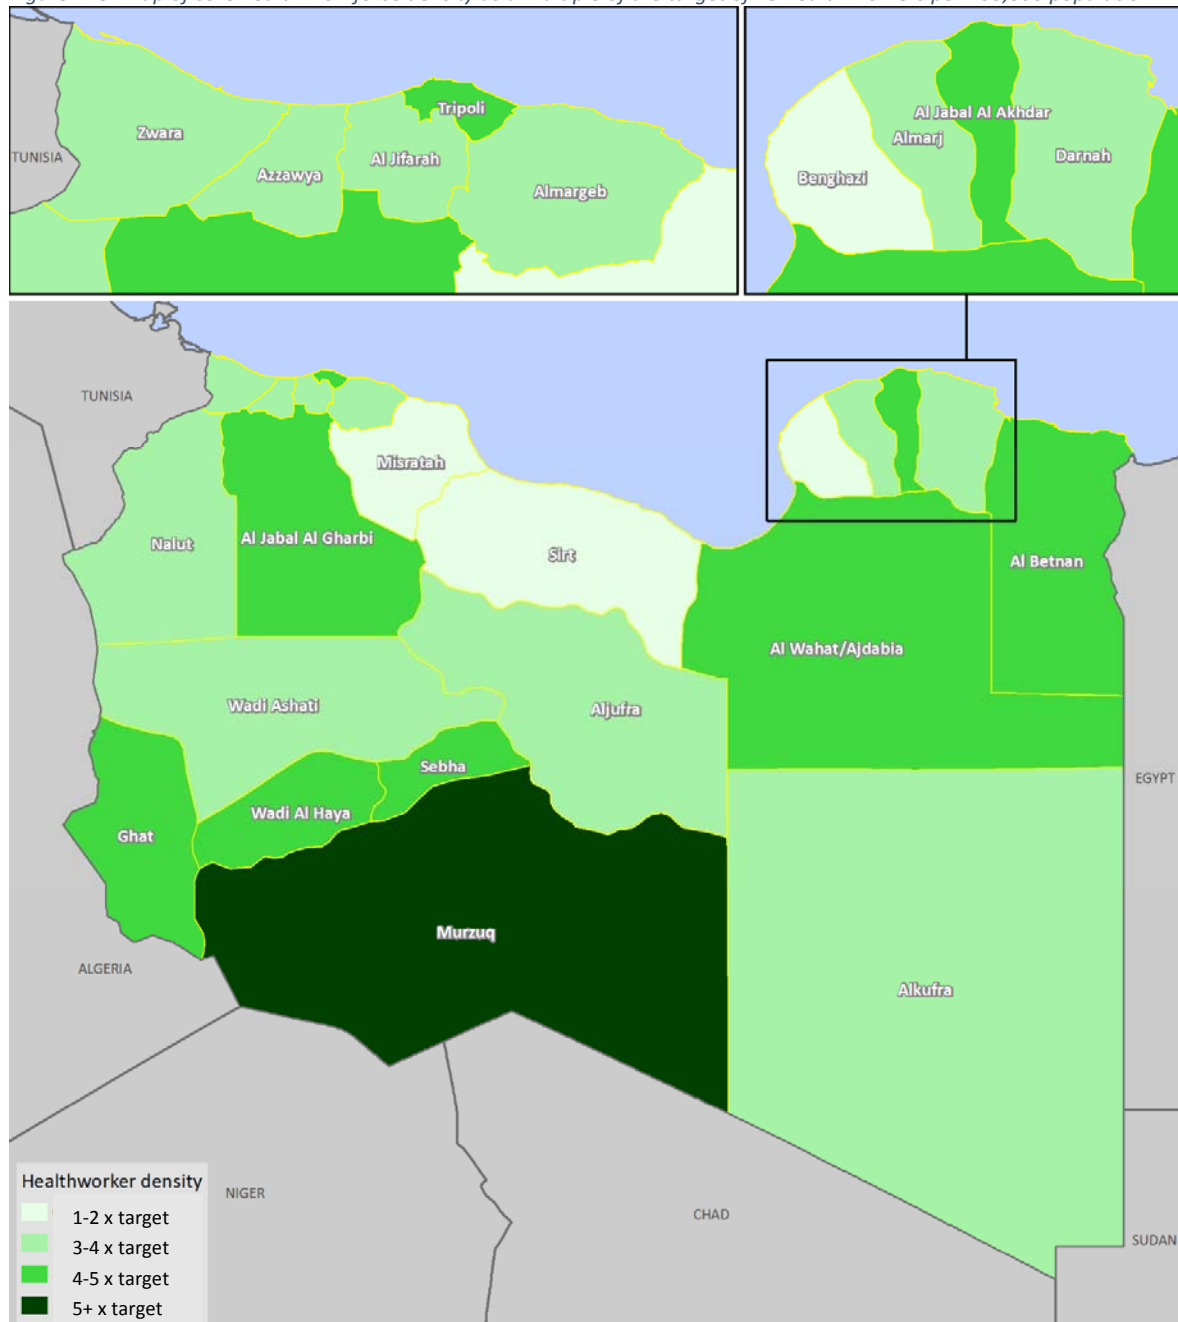 Zwara
TUNISIA
Azzawya
Al Jifarah
Tripoli
Almargeb
Al Jabal Al Akhdar
Almarj
Darnah
Benghazi
TUNISIA
Misratah
Nalut
Al Jabal Al Gharbi
Sirt
Al Betnan
Al Wahat/Ajdabia
Wadi Ashati
Aljufra
Sebha
EGYPT
Wadi Al Haya
Ghat
Murzuq
ALGERIA
Alkufra
NIGER
CHAD
SUDAN
Healthworker density
1-2 x target
3-4 x target
4-5 x target
5+ x target